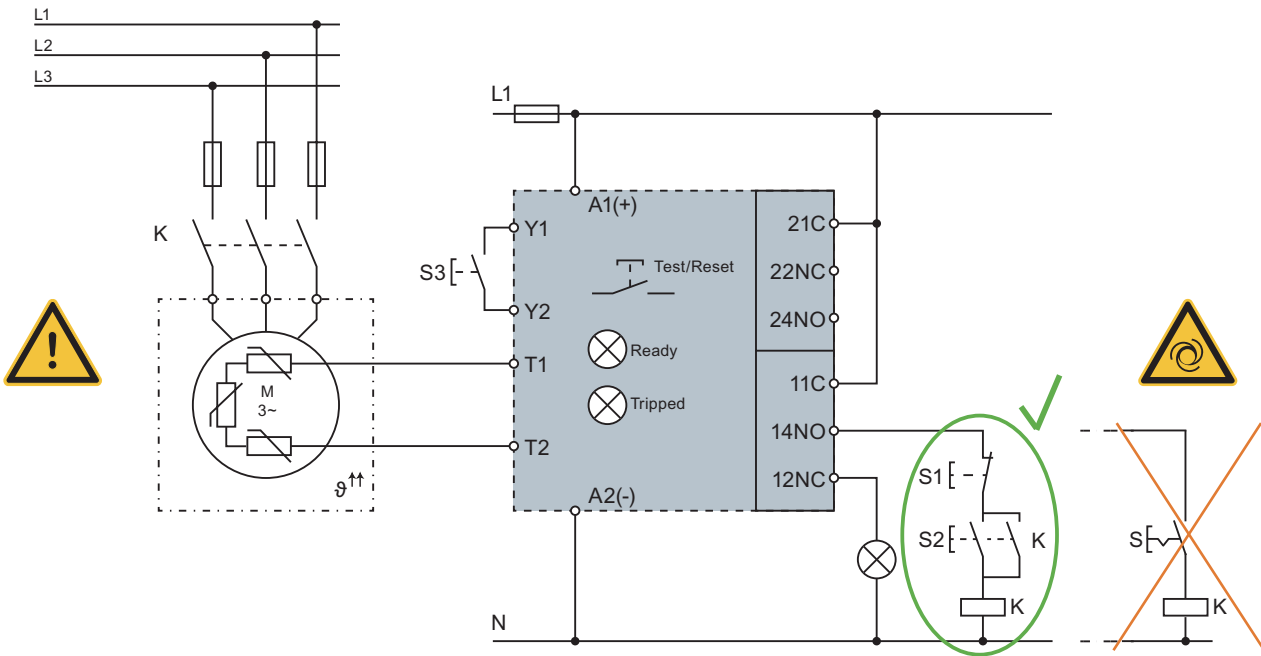 L1
L2
L3
L1
A1(+)
K
Y1
21C
S3
Test/Reset
22NC
Y2
24NO
Ready
T1
11C
M
3~
Tripped
14NO
T2
12NC
S1
ϑ↑↑
A2(-)
S2
K
S
K
K
N